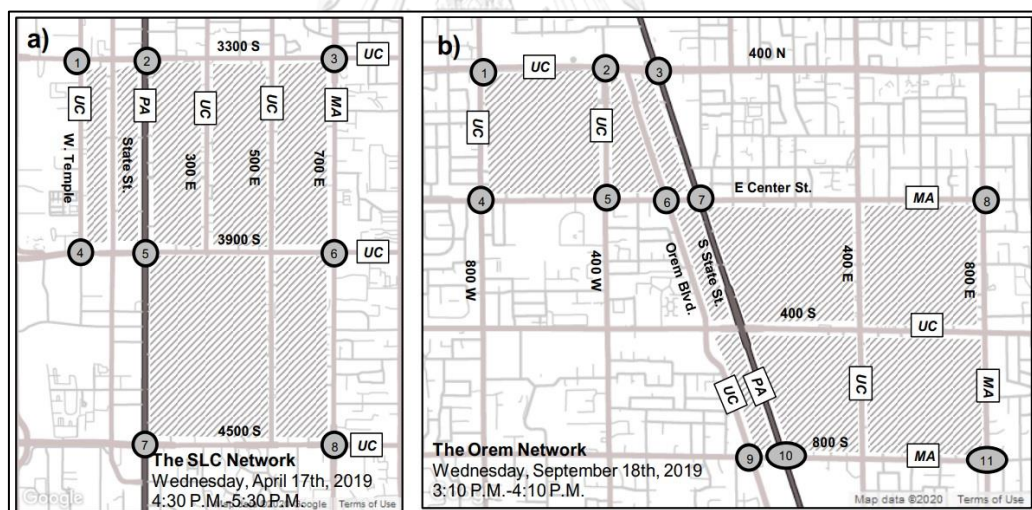 a)
3300 S
1
2
3
UC
UC
PA
UC
UC
MA
W. Temple
State St.
300 E
500 E
700 E
3900 S
4
5
6
UC
4500 S
7
8
UC
The SLC Network
Wednesday, April 17th, 2019
4:30 P.M.-5:30 P.M.
Google
Terms of Use
b)
400 N
1
UC
2
3
UC
UC
E Center St.
4
5
6
7
MA
8
800 W
400 W
Orem Blvd.
S State St.
400 E
800 E
400 S
UC
UC
PA
UC
MA
800 S
9
10
MA
11
The Orem Network
Wednesday, September 18th, 2019
3:10 P.M.-4:10 P.M.
Google
Map data ©2020
Terms of Use